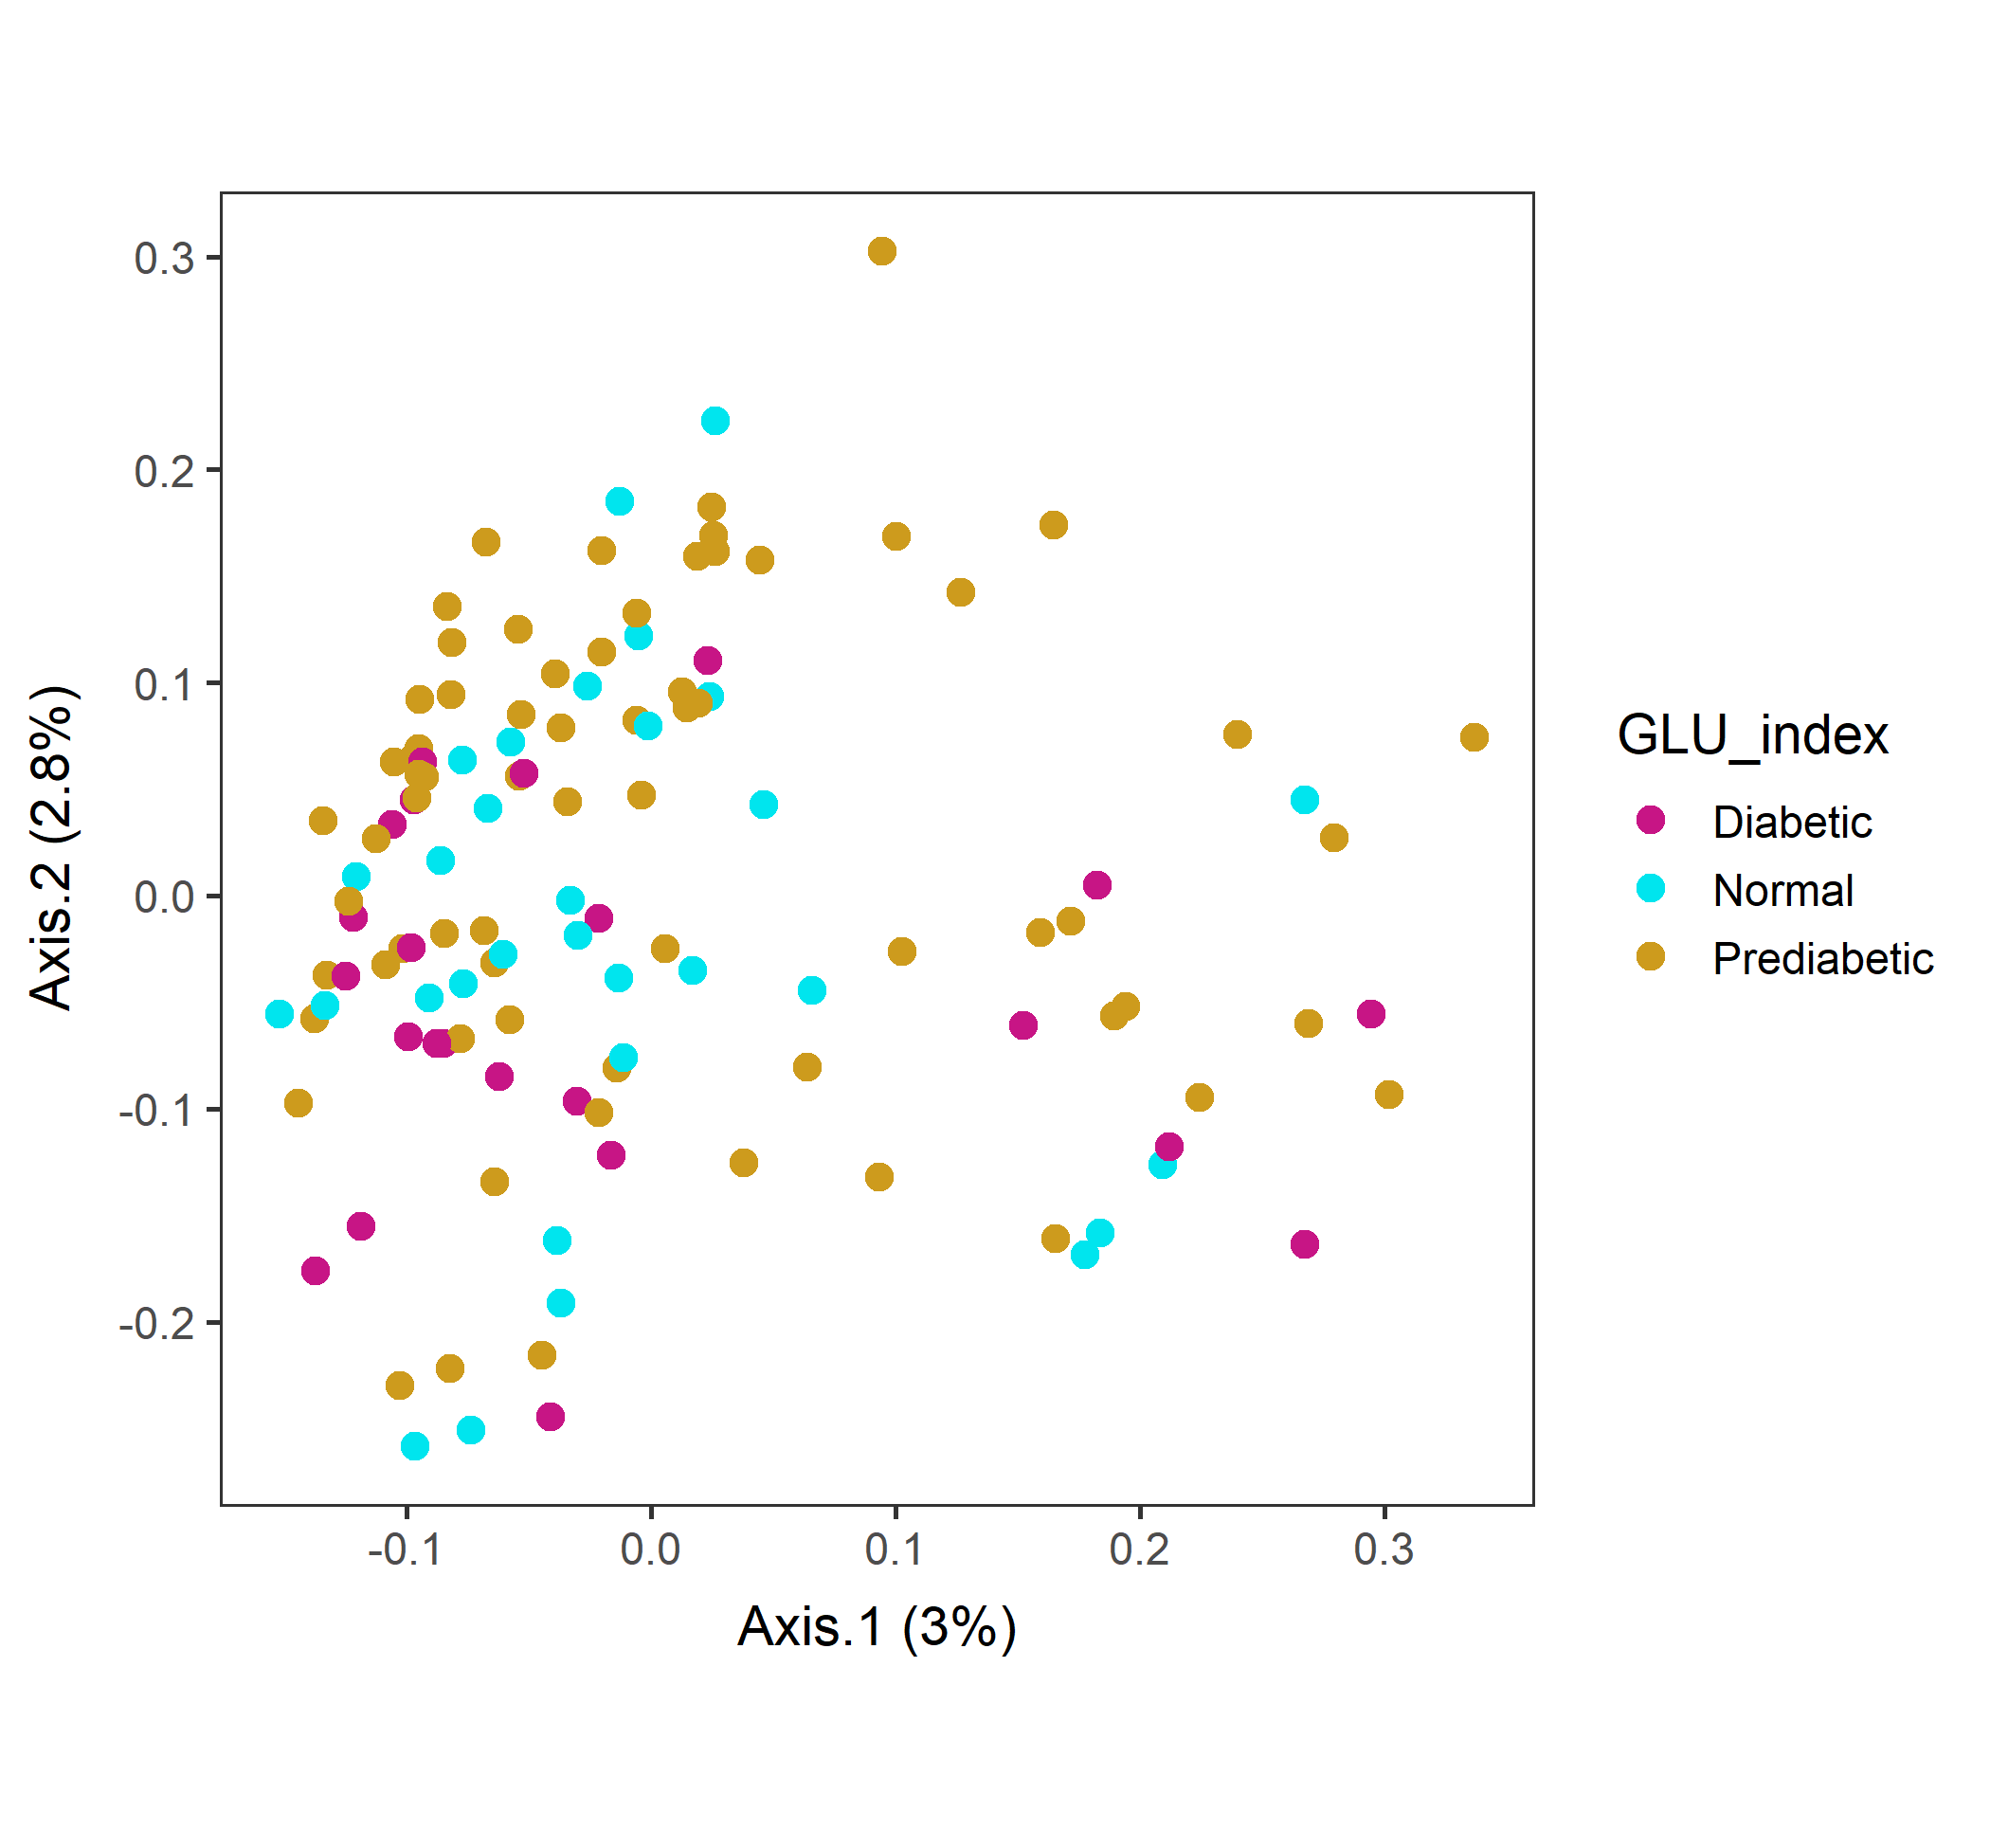 0.3
0.2
0.1
0.0
-0.1
-0.2
Axis.2 (2.8%)
-0.1 0.0 0.1 0.2 0.3
Axis.1 (3%)
GLU_index
Diabetic
Normal
Prediabetic